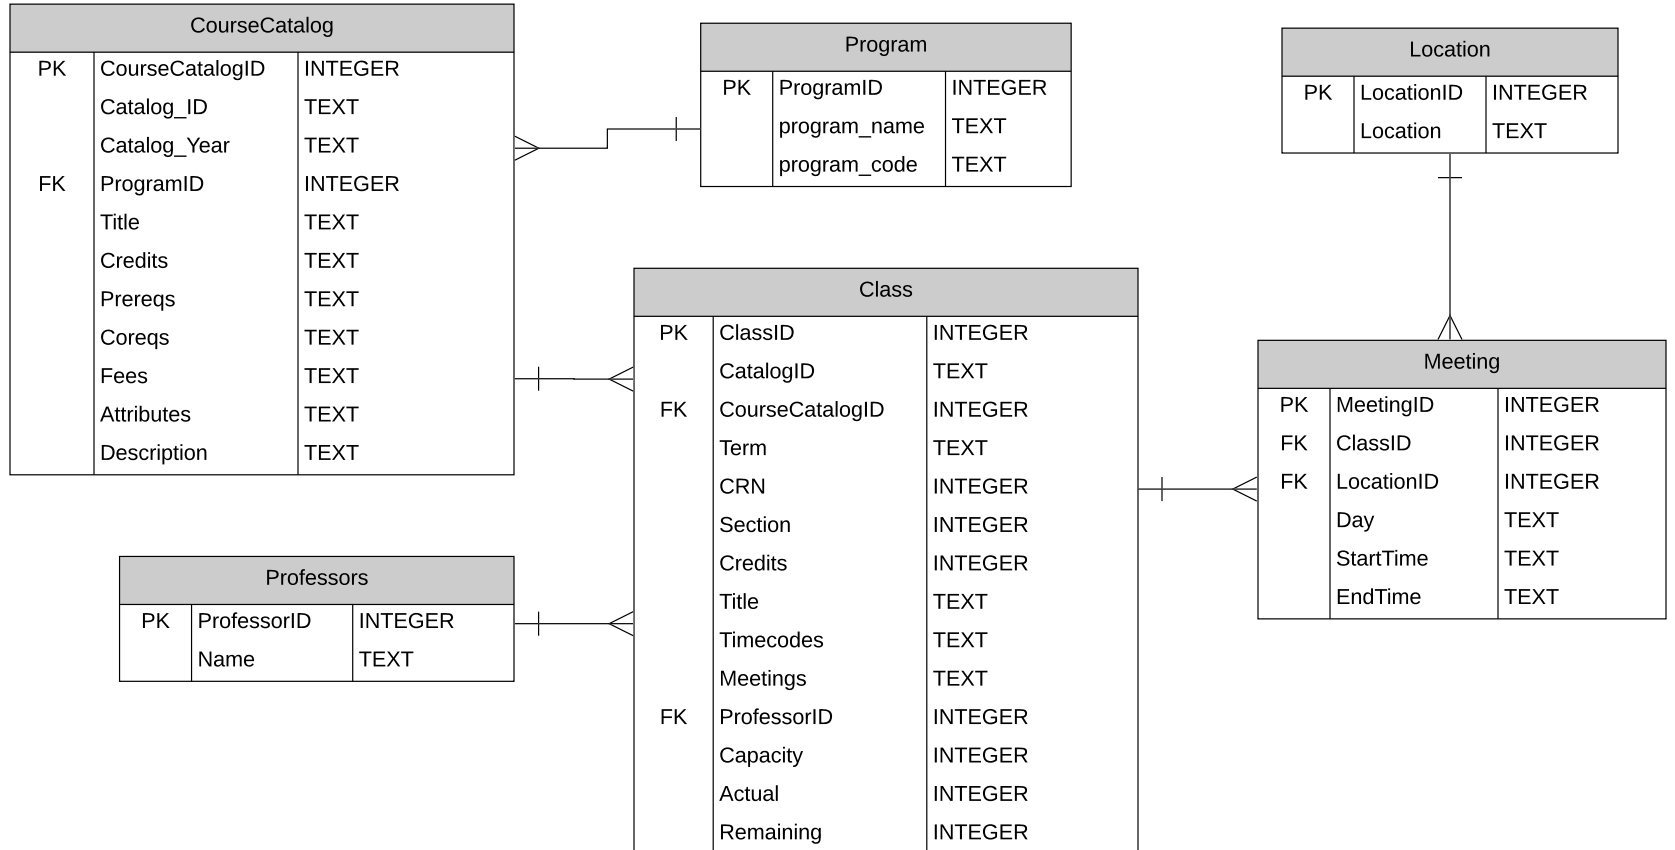 CourseCatalog
PK CourseCatalogID INTEGER
Catalog_ID TEXT
Catalog_Year TEXT
FK ProgramID INTEGER
Title TEXT
Credits TEXT
Prereqs TEXT
Coreqs TEXT
Fees TEXT
Attributes TEXT
Description TEXT
Program
PK ProgramID INTEGER
program_name TEXT
program_code TEXT
Location
PK LocationID INTEGER
Location TEXT
Class
PK ClassID INTEGER
CatalogID TEXT
FK CourseCatalogID INTEGER
Term TEXT
CRN INTEGER
Section INTEGER
Credits INTEGER
Title TEXT
Timecodes TEXT
Meetings TEXT
FK ProfessorID INTEGER
Capacity INTEGER
Actual INTEGER
Remaining INTEGER
Meeting
PK MeetingID INTEGER
FK ClassID INTEGER
FK LocationID INTEGER
Day TEXT
StartTime TEXT
EndTime TEXT
Professors
PK ProfessorID INTEGER
Name TEXT